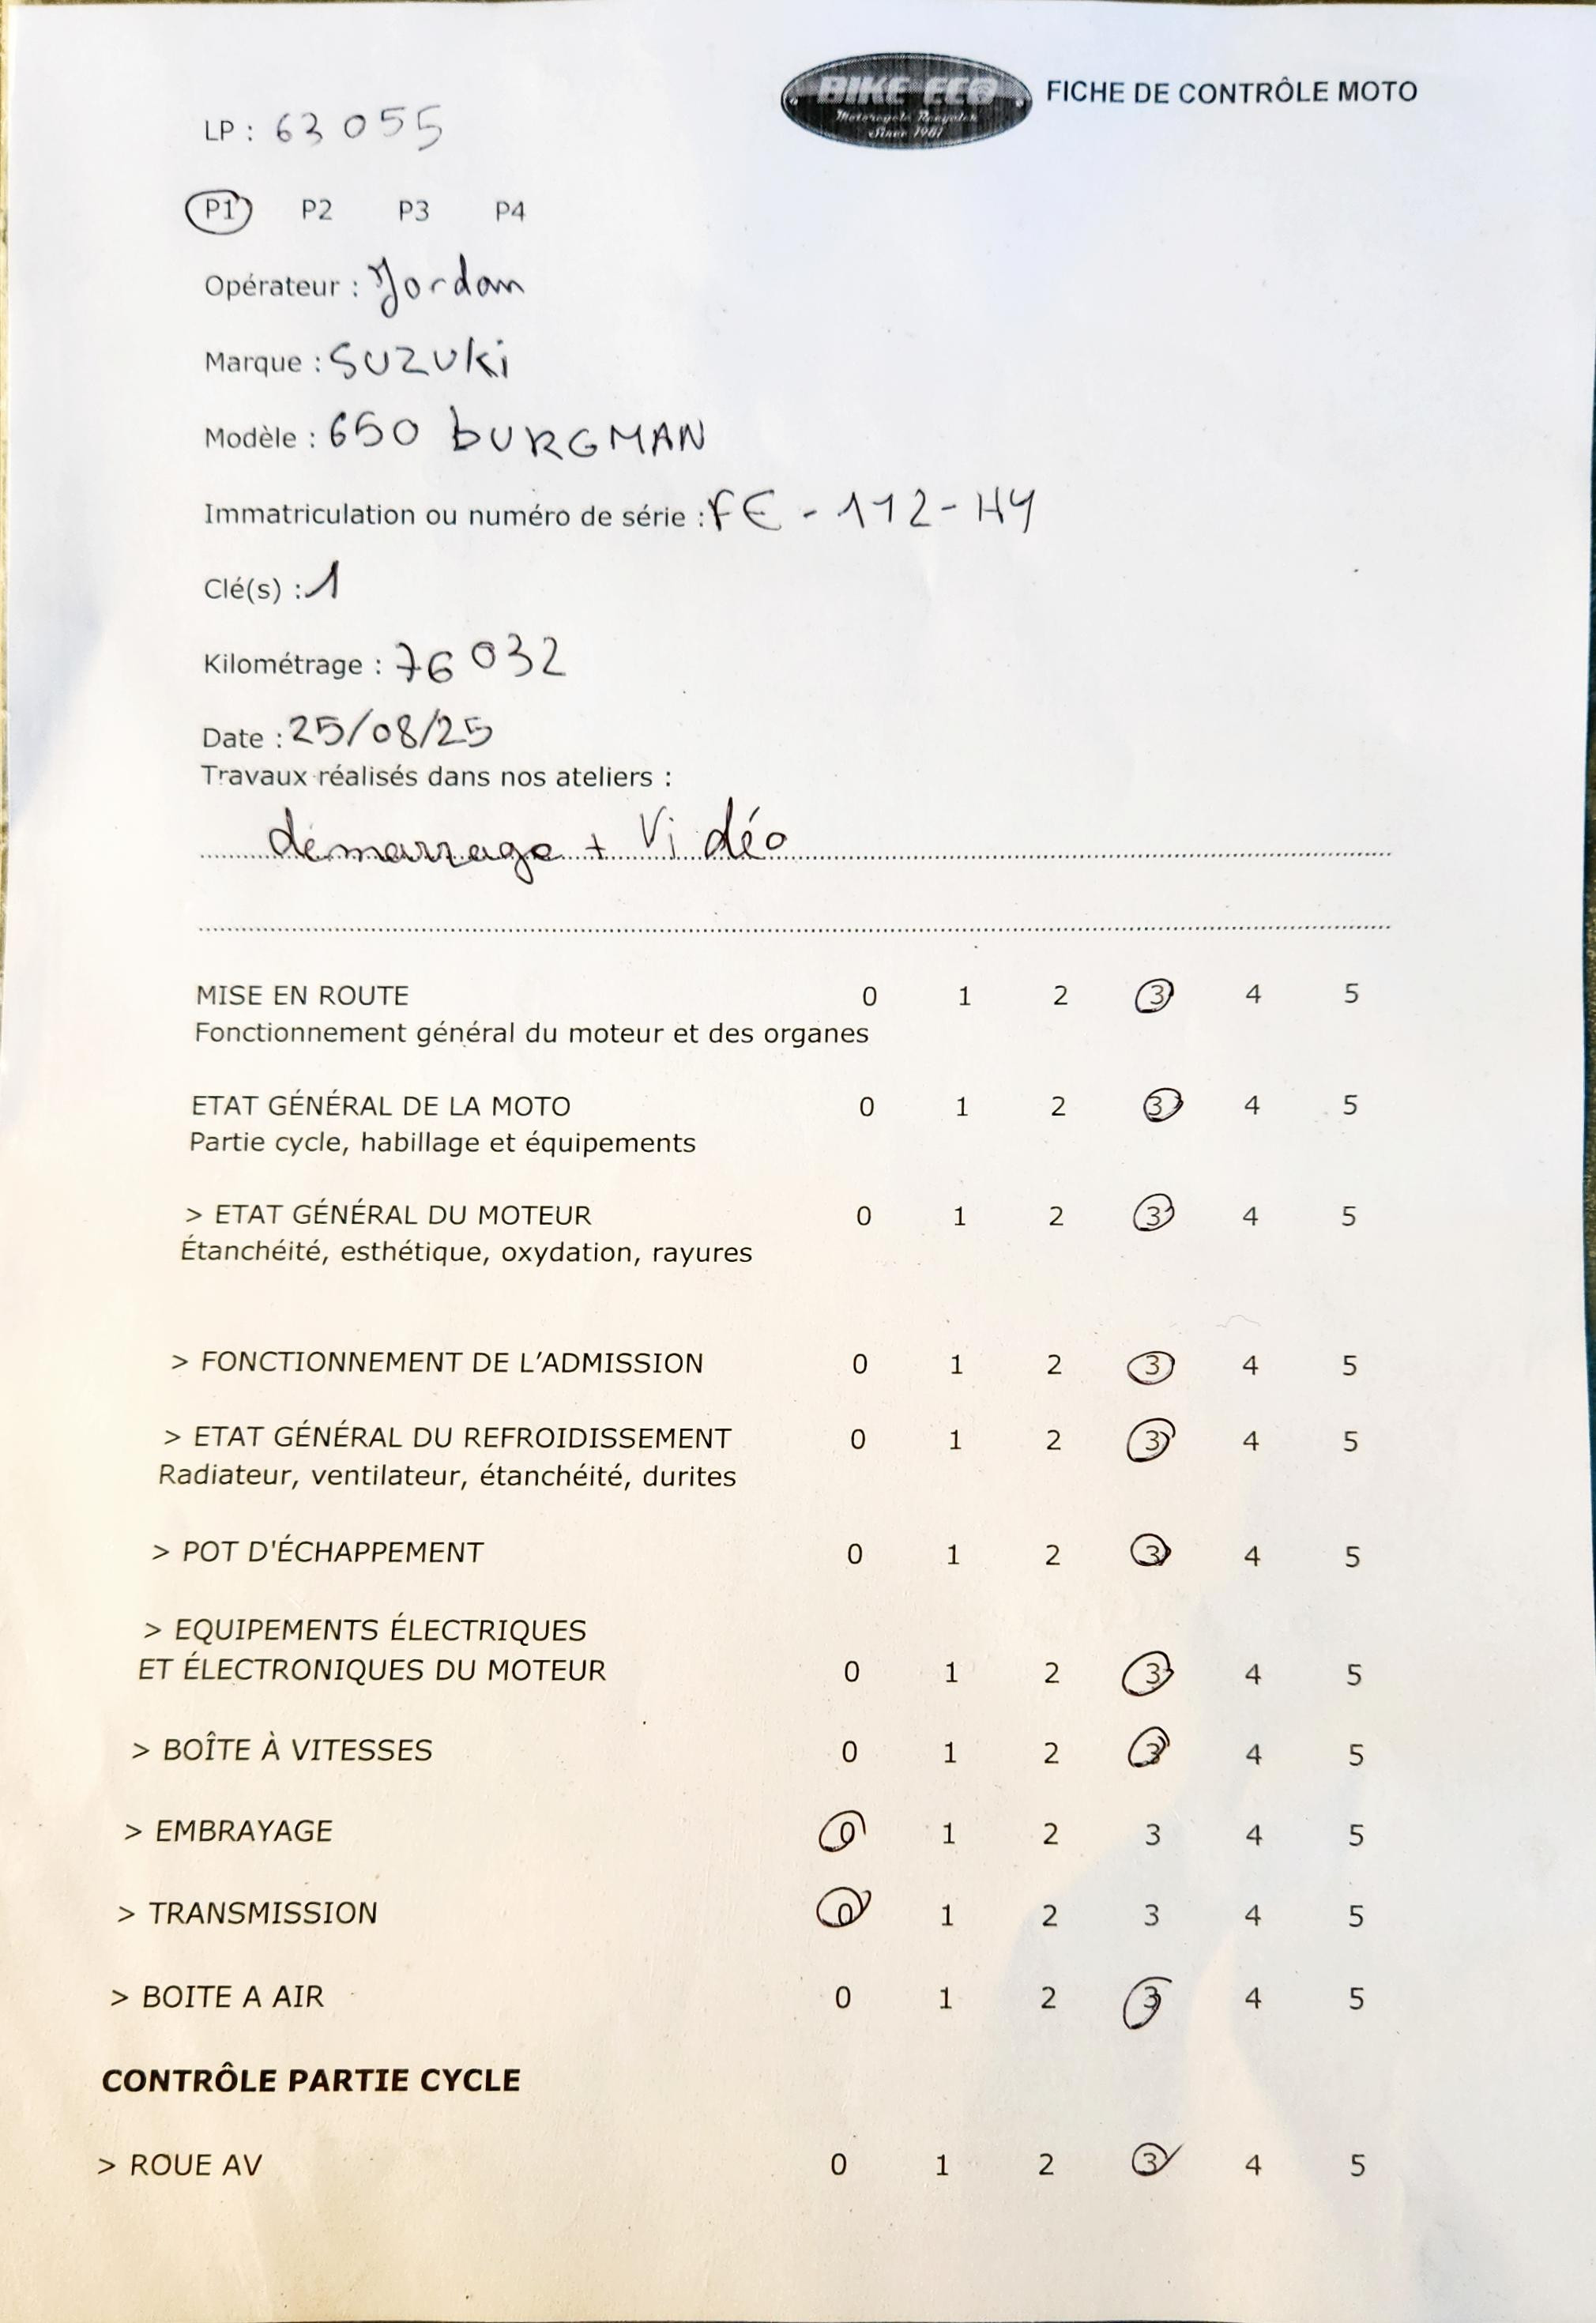 BIKE ECO
Motorcycle Recycler
Since 1981
FICHE DE CONTRÔLE MOTO
LP : 63055
P1 P2 P3 P4
Opérateur : Jordan
Marque : SUZUKi
Modèle : 650 bURGMAN
Immatriculation ou numéro de série : FE - 112 - HY
Clé(s) : 1
Kilométrage : 76 032
Date : 25/08/25
Travaux réalisés dans nos ateliers :
démarrage + Vidéo
MISE EN ROUTE 0 1 2 3 4 5
Fonctionnement général du moteur et des organes
ETAT GÉNÉRAL DE LA MOTO 0 1 2 3 4 5
Partie cycle, habillage et équipements
> ETAT GÉNÉRAL DU MOTEUR 0 1 2 3 4 5
Étanchéité, esthétique, oxydation, rayures
> FONCTIONNEMENT DE L'ADMISSION 0 1 2 3 4 5
> ETAT GÉNÉRAL DU REFROIDISSEMENT 0 1 2 3 4 5
Radiateur, ventilateur, étanchéité, durites
> POT D'ÉCHAPPEMENT 0 1 2 3 4 5
> EQUIPEMENTS ÉLECTRIQUES
ET ÉLECTRONIQUES DU MOTEUR 0 1 2 3 4 5
> BOÎTE À VITESSES 0 1 2 3 4 5
> EMBRAYAGE 0 1 2 3 4 5
> TRANSMISSION 0 1 2 3 4 5
> BOITE A AIR 0 1 2 3 4 5
CONTRÔLE PARTIE CYCLE
> ROUE AV 0 1 2 3 4 5